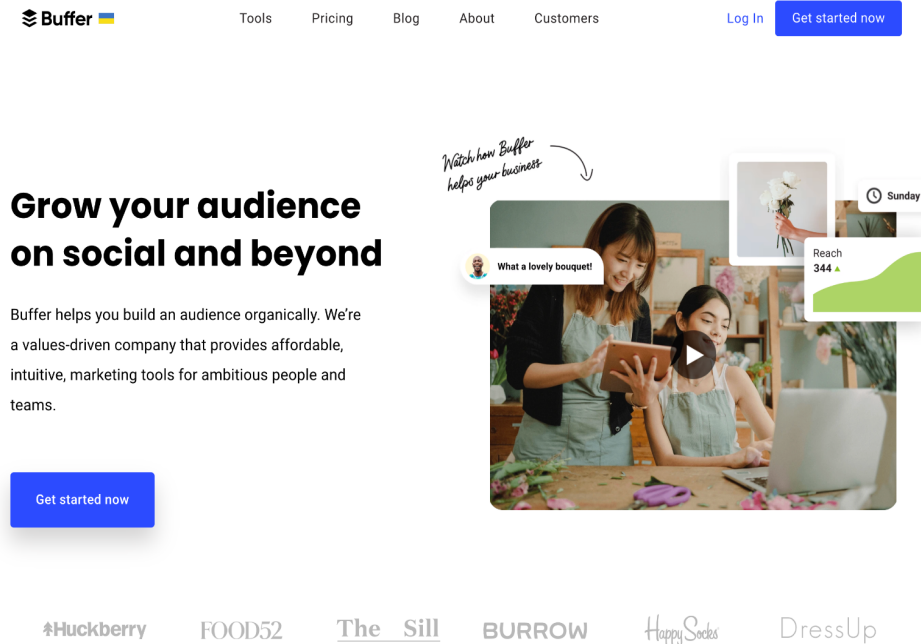 Buffer
Tools Pricing Blog About Customers
Log In Get started now
Watch how Buffer
helps your business
Grow your audience
on social and beyond
Sunday
What a lovely bouquet!
Reach
344
Buffer helps you build an audience organically. We’re
a values-driven company that provides affordable,
intuitive, marketing tools for ambitious people and
teams.
Get started now
Huckberry FOOD52 The Sill BURROW Happy Socks DressUp